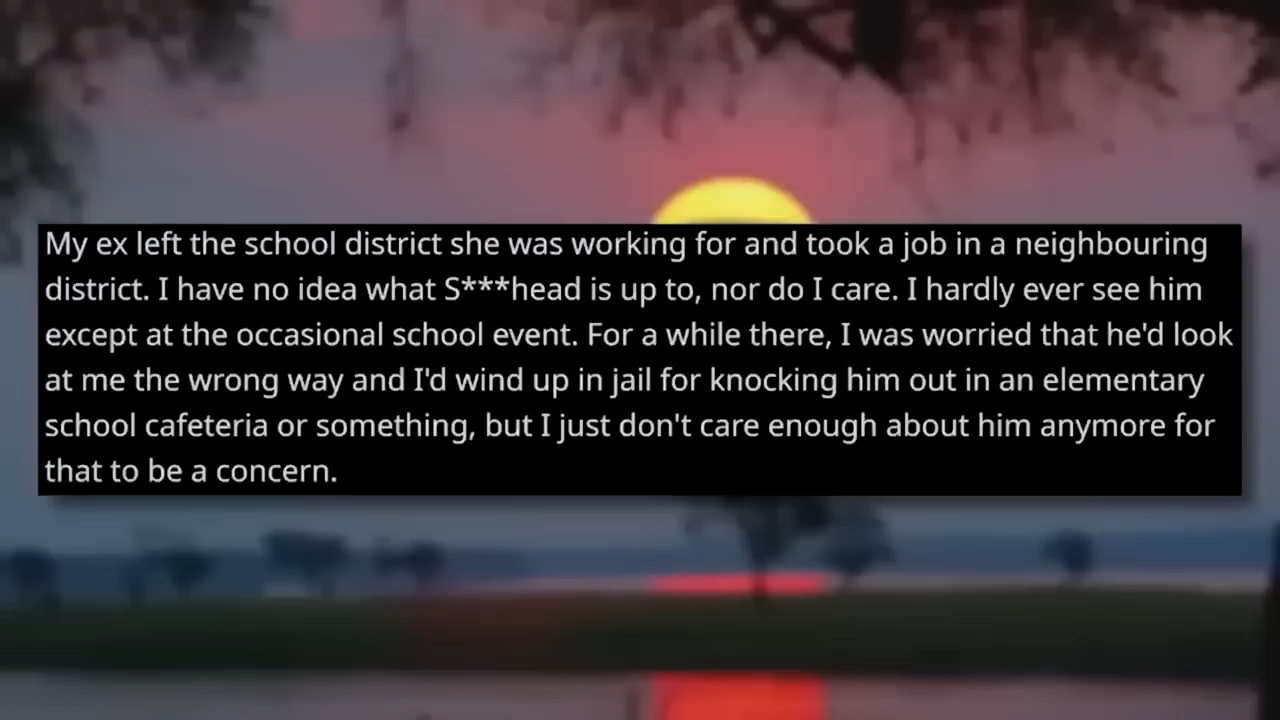 My ex left the school district she was working for and took a job in a neighbouring
district. I have no idea what S***head is up to, nor do I care. I hardly ever see him
except at the occasional school event. For a while there, I was worried that he'd look
at me the wrong way and I'd wind up in jail for knocking him out in an elementary
school cafeteria or something, but I just don't care enough about him anymore for
that to be a concern.